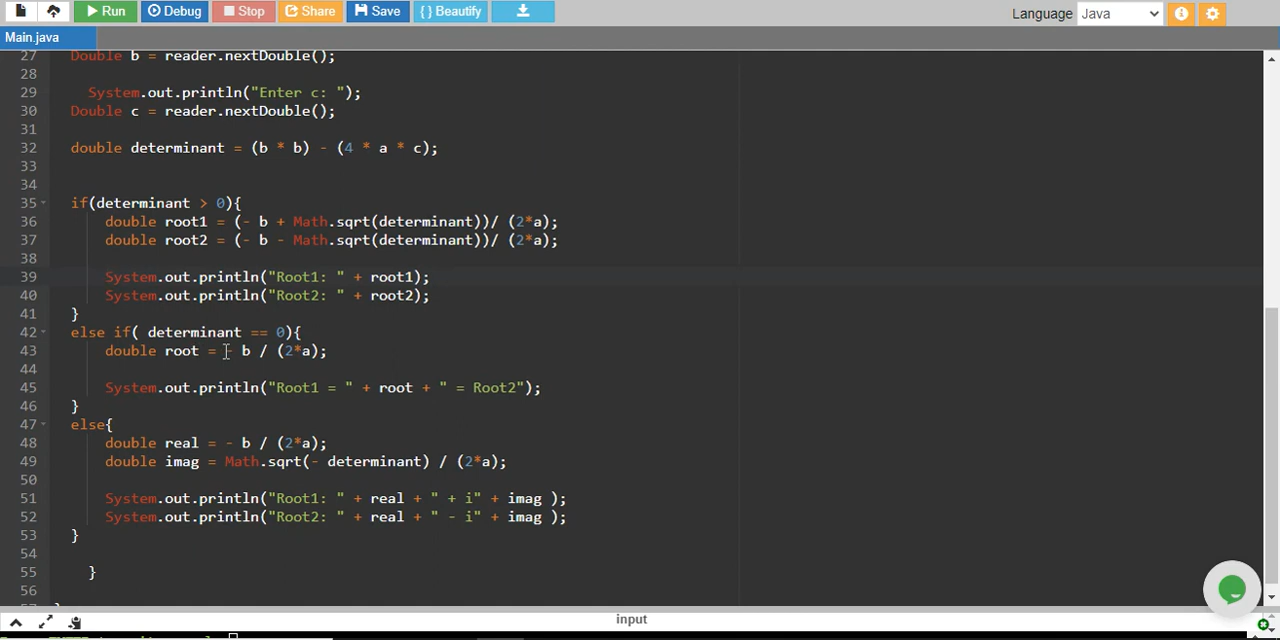 Run Debug Stop Share Save { } Beautify Language Java
Main.java
27 Double b = reader.nextDouble();
28
29 System.out.println("Enter c: ");
30 Double c = reader.nextDouble();
31
32 double determinant = (b * b) - (4 * a * c);
33
34
35 if(determinant > 0){
36 double root1 = (- b + Math.sqrt(determinant))/ (2*a);
37 double root2 = (- b - Math.sqrt(determinant))/ (2*a);
38
39 System.out.println("Root1: " + root1);
40 System.out.println("Root2: " + root2);
41 }
42 else if( determinant == 0){
43 double root = - b / (2*a);
44
45 System.out.println("Root1 = " + root + " = Root2");
46 }
47 else{
48 double real = - b / (2*a);
49 double imag = Math.sqrt(- determinant) / (2*a);
50
51 System.out.println("Root1: " + real + " + i" + imag );
52 System.out.println("Root2: " + real + " - i" + imag );
53 }
54
55 }
56
input